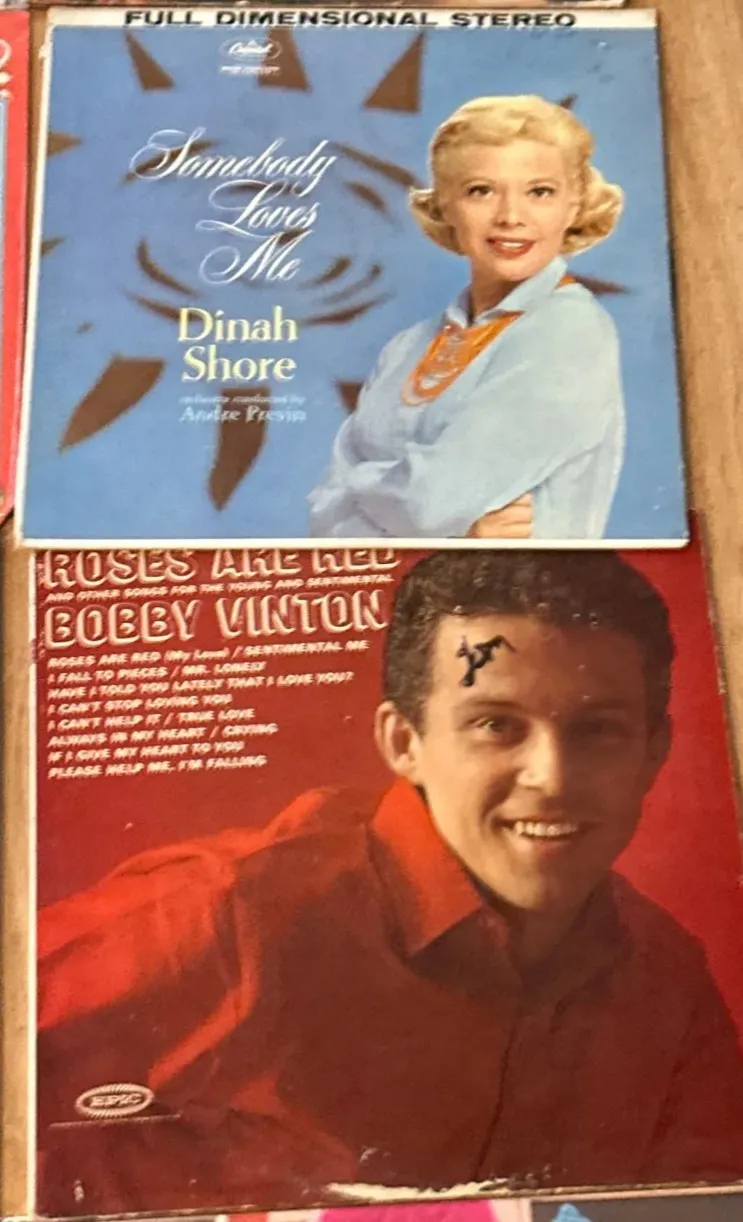 FULL DIMENSIONAL STEREO
Capitol
Somebody
Loves
Me
Dinah
Shore
orchestra conducted by
Andre Previn
ROSES ARE RED
AND OTHER SONGS FOR THE YOUNG AND SENTIMENTAL
BOBBY VINTON
ROSES ARE RED (My Love) / SENTIMENTAL ME
I FALL TO PIECES / MR. LONELY
HAVE I TOLD YOU LATELY THAT I LOVE YOU?
I CAN'T STOP LOVING YOU
I CAN'T HELP IT / TRUE LOVE
ALWAYS IN MY HEART / CRYING
IF I GIVE MY HEART TO YOU
PLEASE HELP ME, I'M FALLING
EPIC